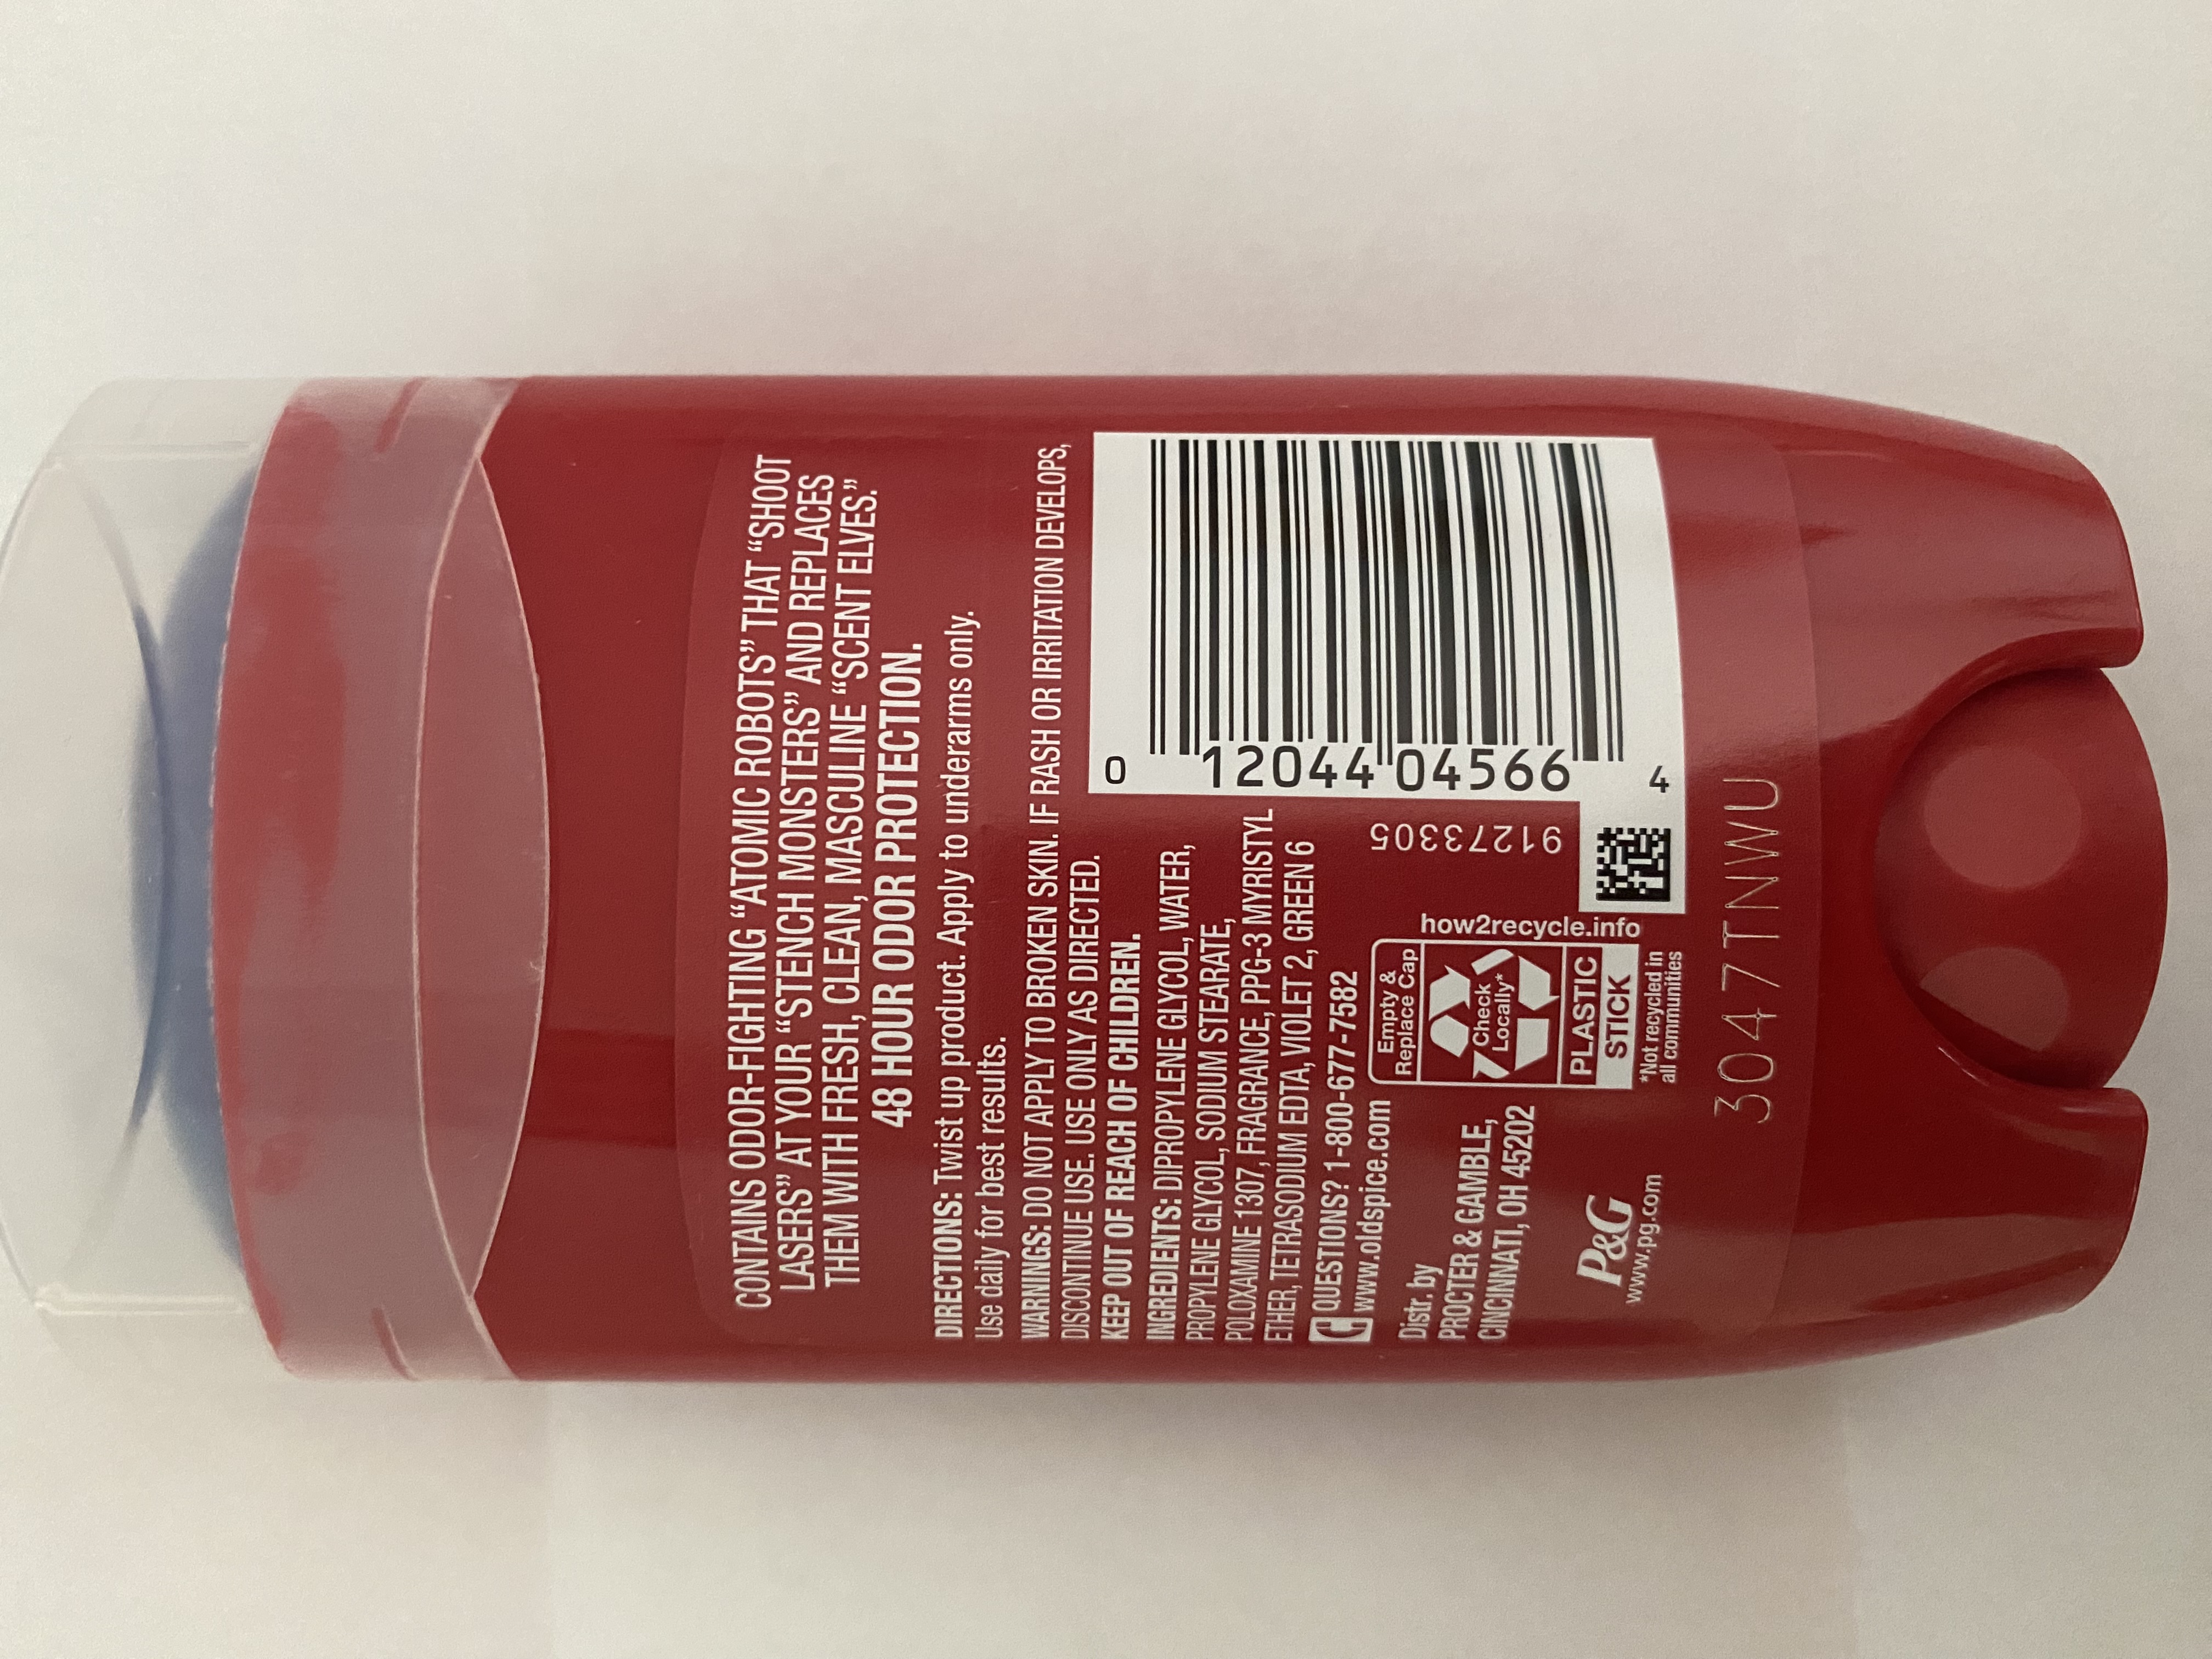 CONTAINS ODOR-FIGHTING “ATOMIC ROBOTS” THAT “SHOOT
LASERS” AT YOUR “STENCH MONSTERS” AND REPLACES
THEM WITH FRESH, CLEAN, MASCULINE “SCENT ELVES.”
48 HOUR ODOR PROTECTION.
DIRECTIONS: Twist up product. Apply to underarms only.
Use daily for best results.
WARNINGS: DO NOT APPLY TO BROKEN SKIN. IF RASH OR IRRITATION DEVELOPS,
DISCONTINUE USE. USE ONLY AS DIRECTED.
KEEP OUT OF REACH OF CHILDREN.
INGREDIENTS: DIPROPYLENE GLYCOL, WATER,
PROPYLENE GLYCOL, SODIUM STEARATE,
POLOXAMINE 1307, FRAGRANCE, PPG-3 MYRISTYL
ETHER, TETRASODIUM EDTA, VIOLET 2, GREEN 6
QUESTIONS? 1-800-677-7582
www.oldspice.com
Distr. by
PROCTER & GAMBLE,
CINCINNATI, OH 45202
P&G
www.pg.com
Empty &
Replace Cap
Check
Locally*
PLASTIC
STICK
*Not recycled in
all communities
how2recycle.info
91273305
0 12044 04566 4
3047TNWU